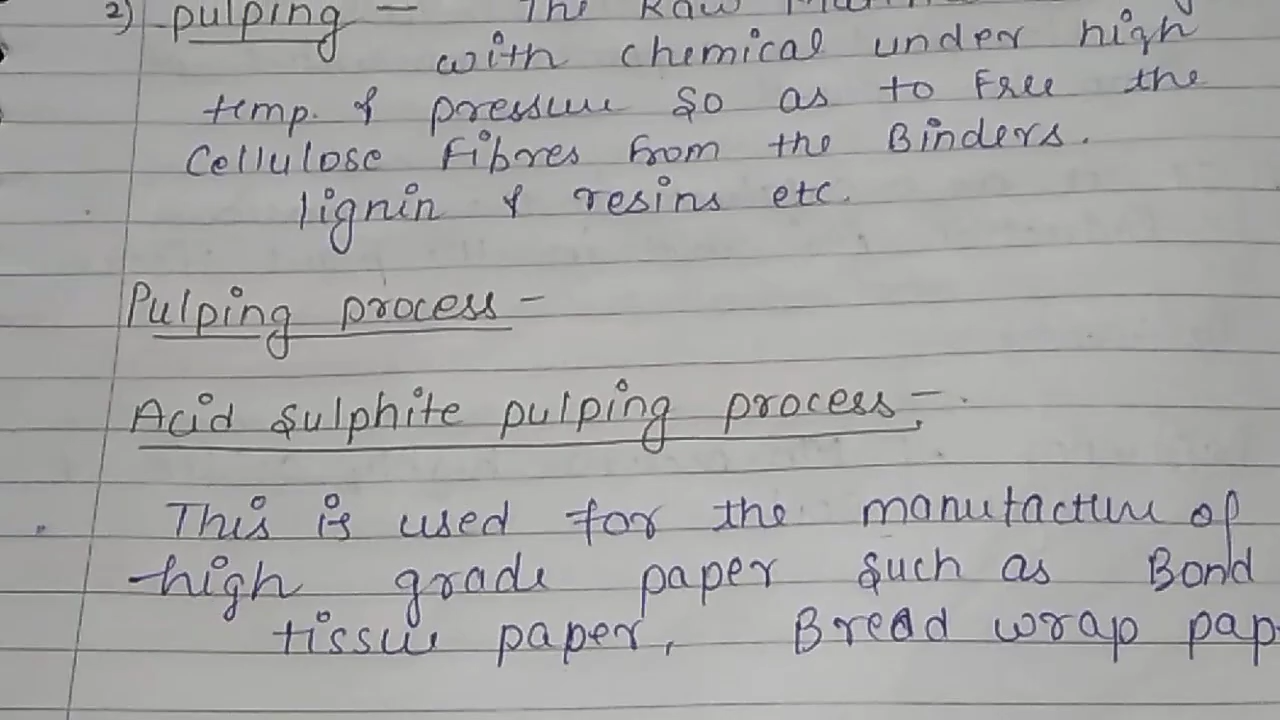 2) pulping - The Raw
with chemical under high
temp. & pressure so as to Free the
Cellulose Fibres From the Binders.
lignin & resins etc.
Pulping process -
Acid sulphite pulping process -
This is used for the manufacture of
high grade paper such as Bond
tissue paper, Bread wrap pap